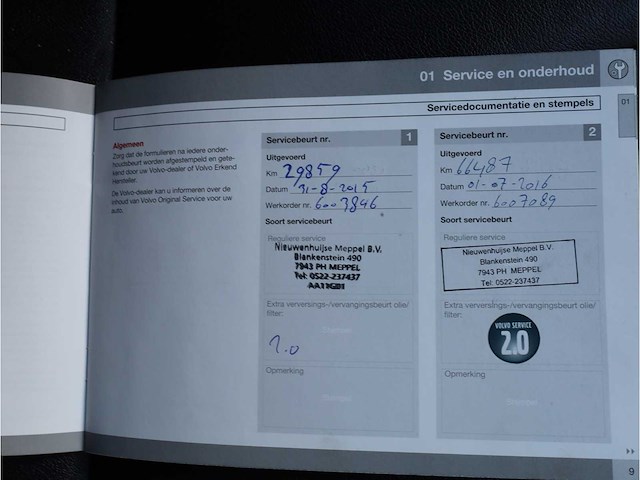 01 Service en onderhoud
01
Servicedocumentatie en stempels
Algemeen
Zorg dat de formulieren na iedere onder-
houdsbeurt worden afgestempeld en gete-
kend door uw Volvo-dealer of Volvo Erkend
Hersteller.
De Volvo-dealer kan u informeren over de
inhoud van Volvo Original Service voor uw
auto.
Servicebeurt nr. 1
Uitgevoerd
Km 29859
Datum 31-8-2015
Werkorder nr. 6003846
Soort servicebeurt
Reguliere service
Nieuwenhuijse Meppel B.V.
Blankenstein 490
7943 PH MEPPEL
Tel: 0522-237437
AA11G01
Extra verversings-/vervangingsbeurt olie/
filter:
Stempel
2.0
Opmerking
Stempel
Servicebeurt nr. 2
Uitgevoerd
Km 66487
Datum 01-07-2016
Werkorder nr. 6007089
Soort servicebeurt
Reguliere service
Nieuwenhuijse Meppel B.V.
Blankenstein 490
7943 PH MEPPEL
Tel: 0522-237437
Extra verversings-/vervangingsbeurt olie/
filter:
VOLVO SERVICE
2.0
Opmerking
Stempel
››
9